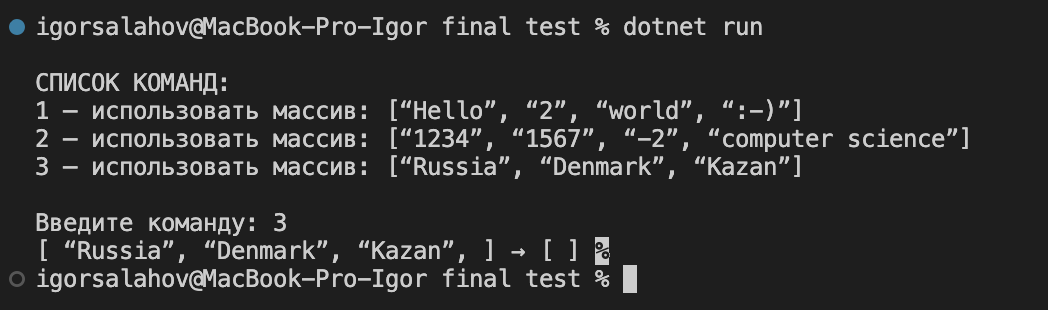 igorsalahov@MacBook-Pro-Igor final test % dotnet run
СПИСОК КОМАНД:
1 – использовать массив: [“Hello”, “2”, “world”, “:-)”]
2 – использовать массив: [“1234”, “1567”, “-2”, “computer science”]
3 – использовать массив: [“Russia”, “Denmark”, “Kazan”]
Введите команду: 3
[ “Russia”, “Denmark”, “Kazan”, ] → [ ] %
igorsalahov@MacBook-Pro-Igor final test %